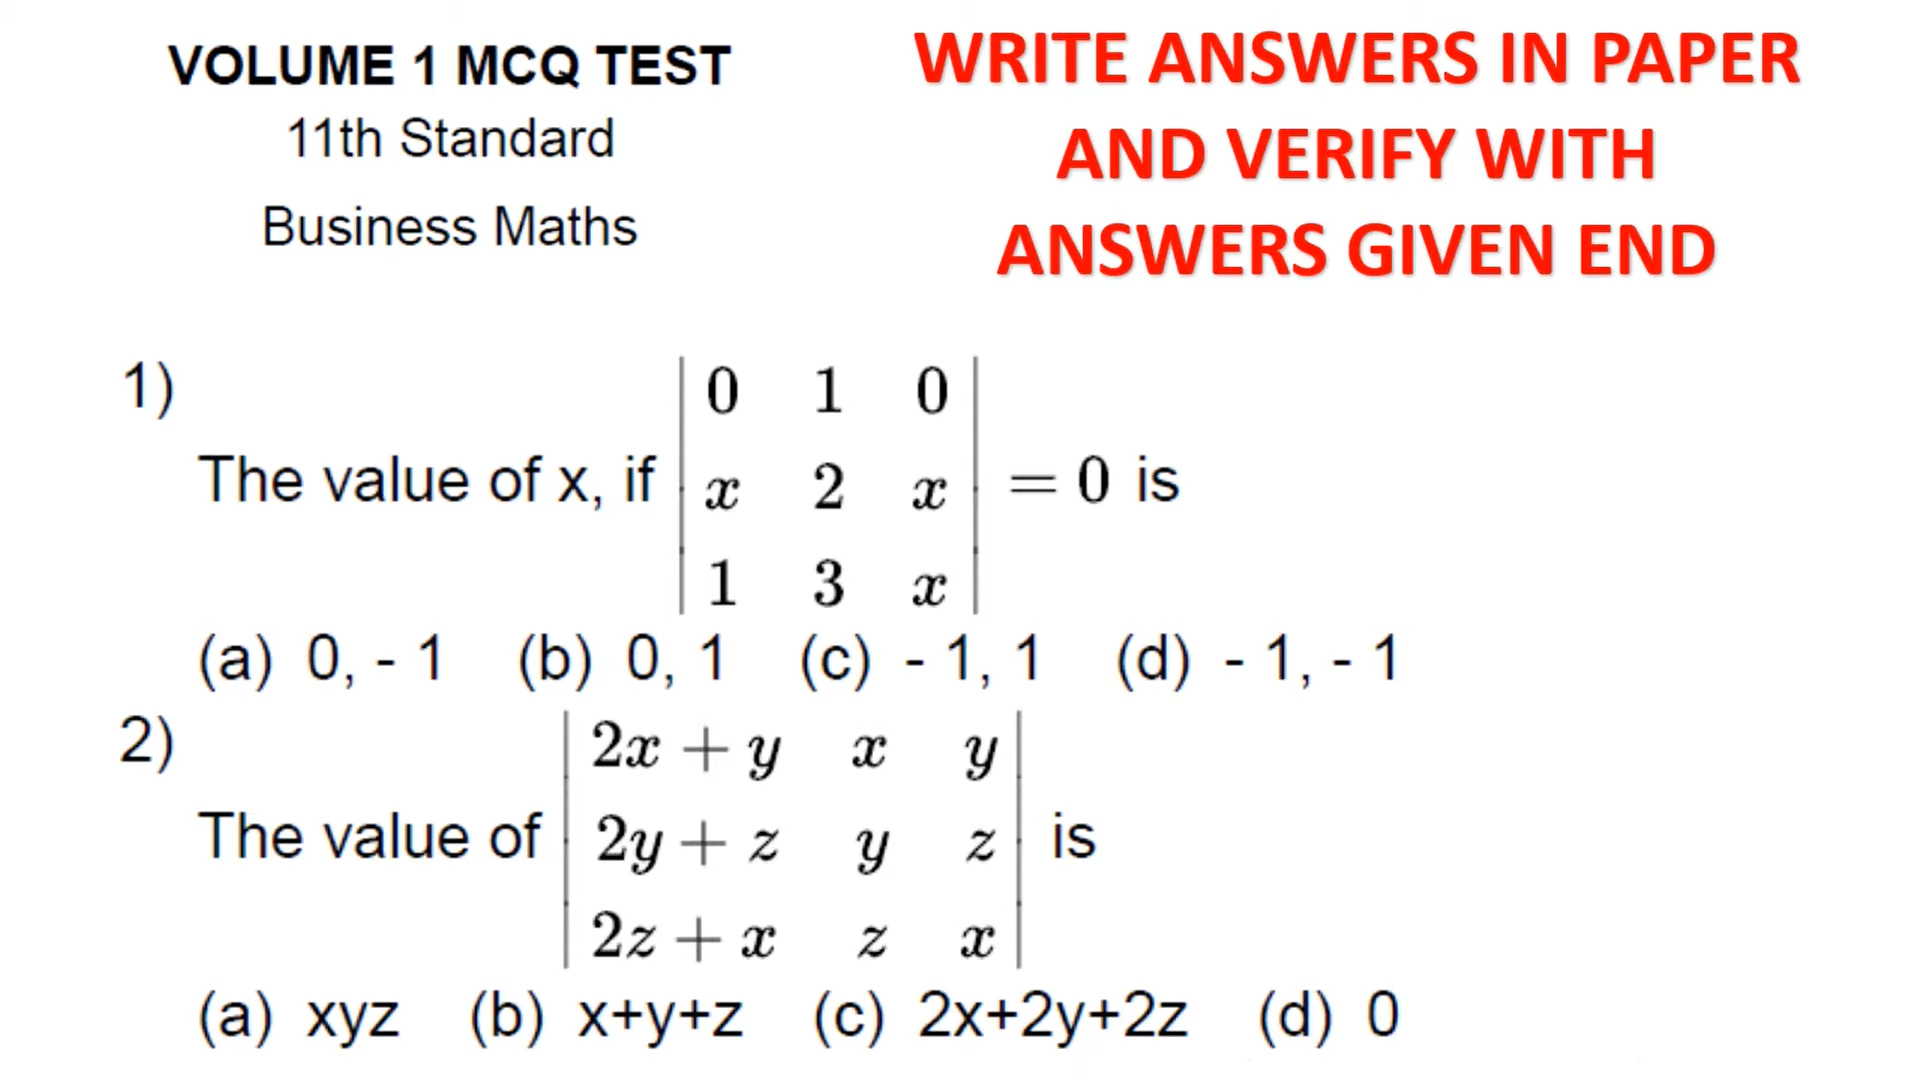 VOLUME 1 MCQ TEST
11th Standard
Business Maths
WRITE ANSWERS IN PAPER
AND VERIFY WITH
ANSWERS GIVEN END
1)
0 1 0
The value of x, if x 2 x = 0 is
1 3 x
(a) 0, - 1 (b) 0, 1 (c) - 1, 1 (d) - 1, - 1
2)
2x + y x y
The value of 2y + z y z is
2z + x z x
(a) xyz (b) x+y+z (c) 2x+2y+2z (d) 0